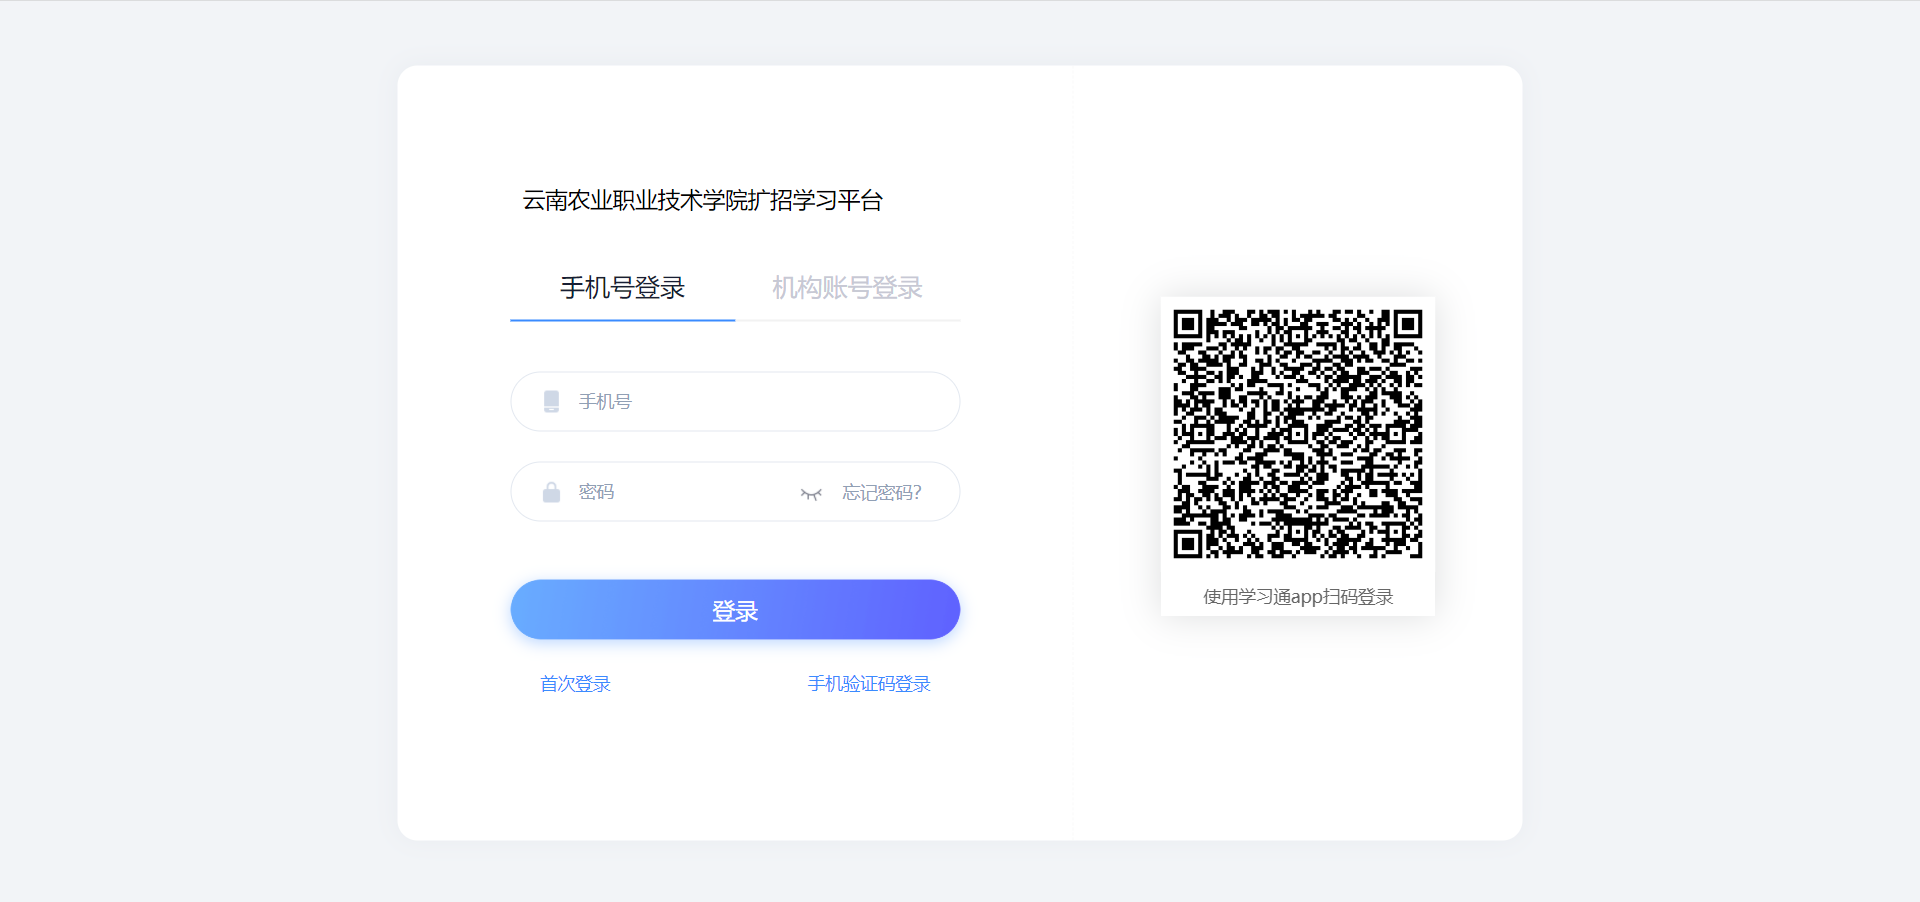 云南农业职业技术学院扩招学习平台
手机号登录 机构账号登录
手机号
密码 忘记密码?
登录
首次登录 手机验证码登录
使用学习通app扫码登录